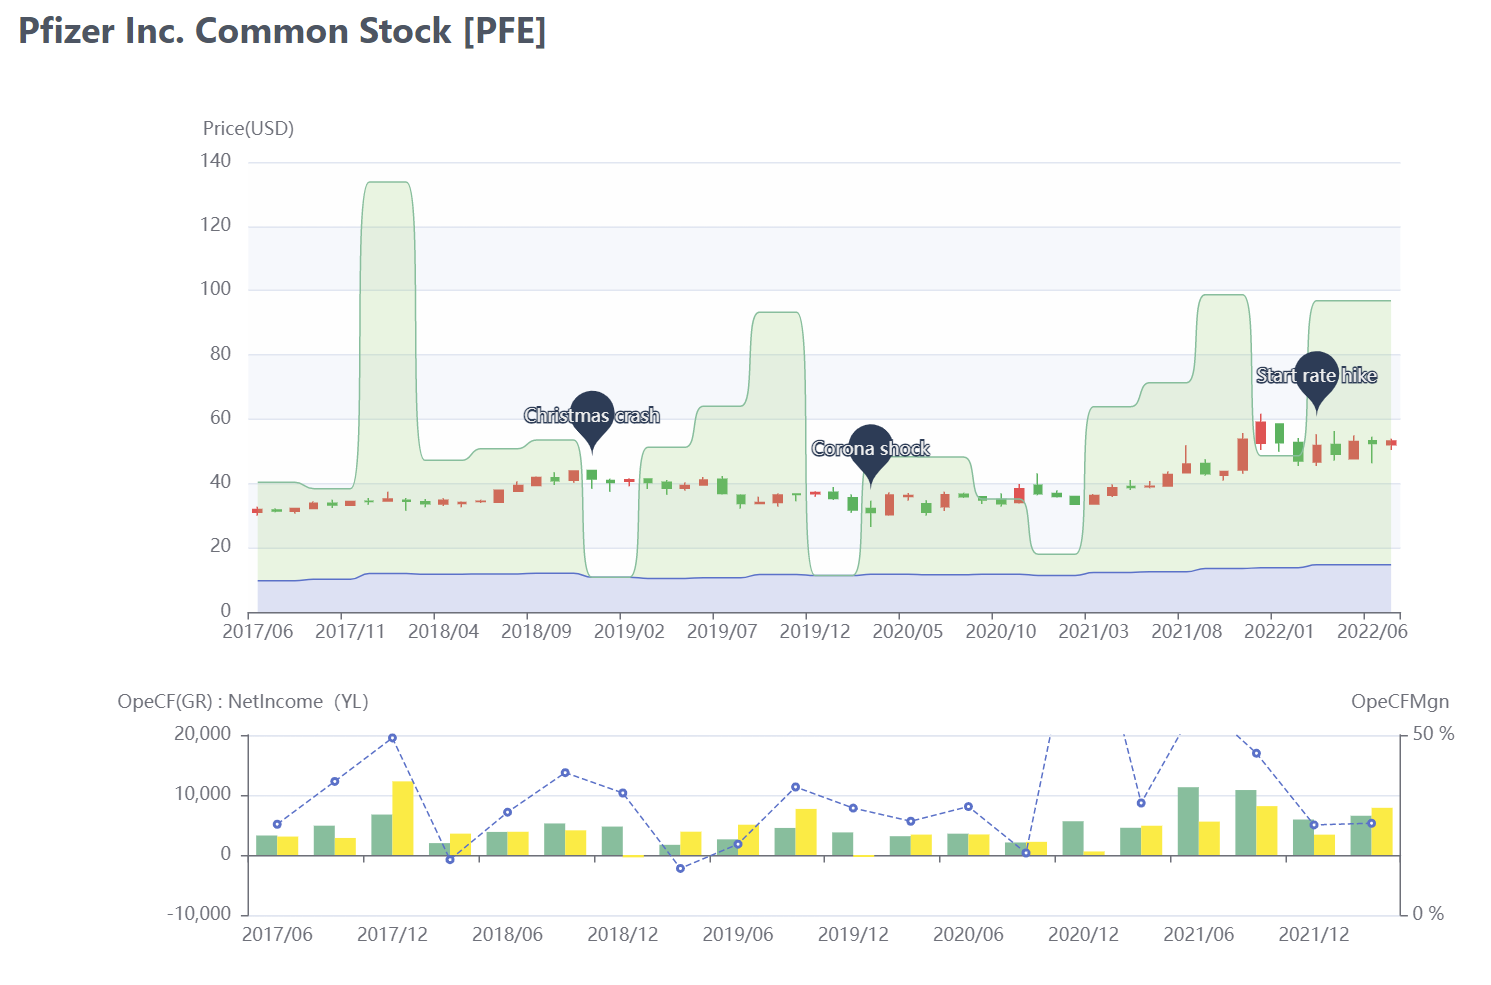 Pfizer Inc. Common Stock [PFE]
Price(USD)
140
120
100
80
60
40
20
0
Christmas crash
Corona shock
Start rate hike
2017/06 2017/11 2018/04 2018/09 2019/02 2019/07 2019/12 2020/05 2020/10 2021/03 2021/08 2022/01 2022/06
OpeCF(GR) : NetIncome (YL) OpeCFMgn
20,000 50 %
10,000
0
-10,000 0 %
2017/06 2017/12 2018/06 2018/12 2019/06 2019/12 2020/06 2020/12 2021/06 2021/12